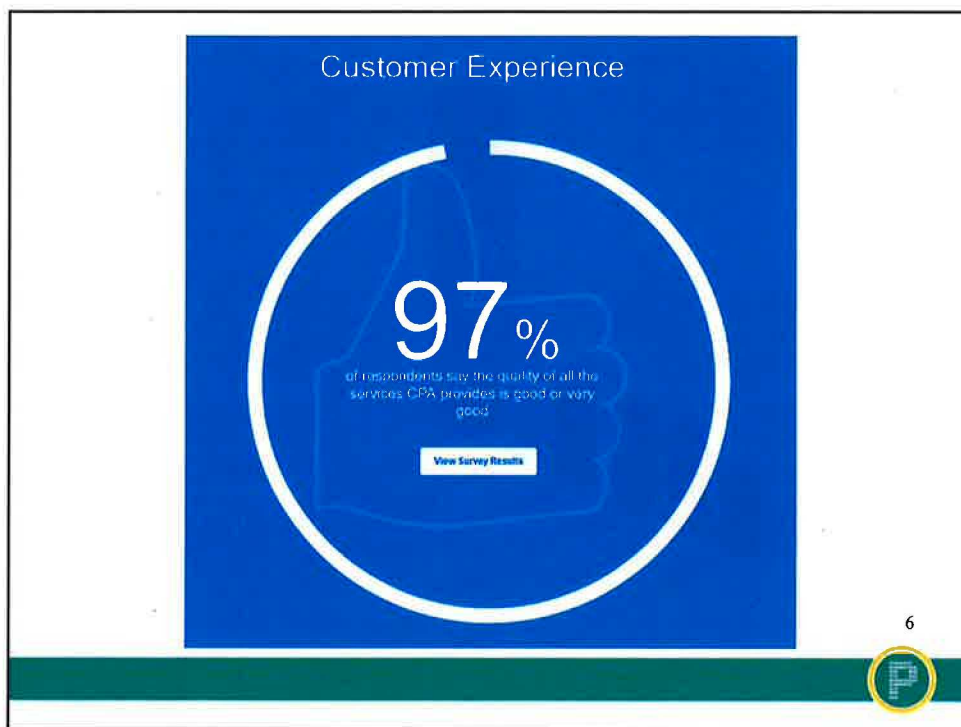 Customer Experience
97 %
of respondents say the quality of all the
services CPA provides is good or very
good
View Survey Results
6
P